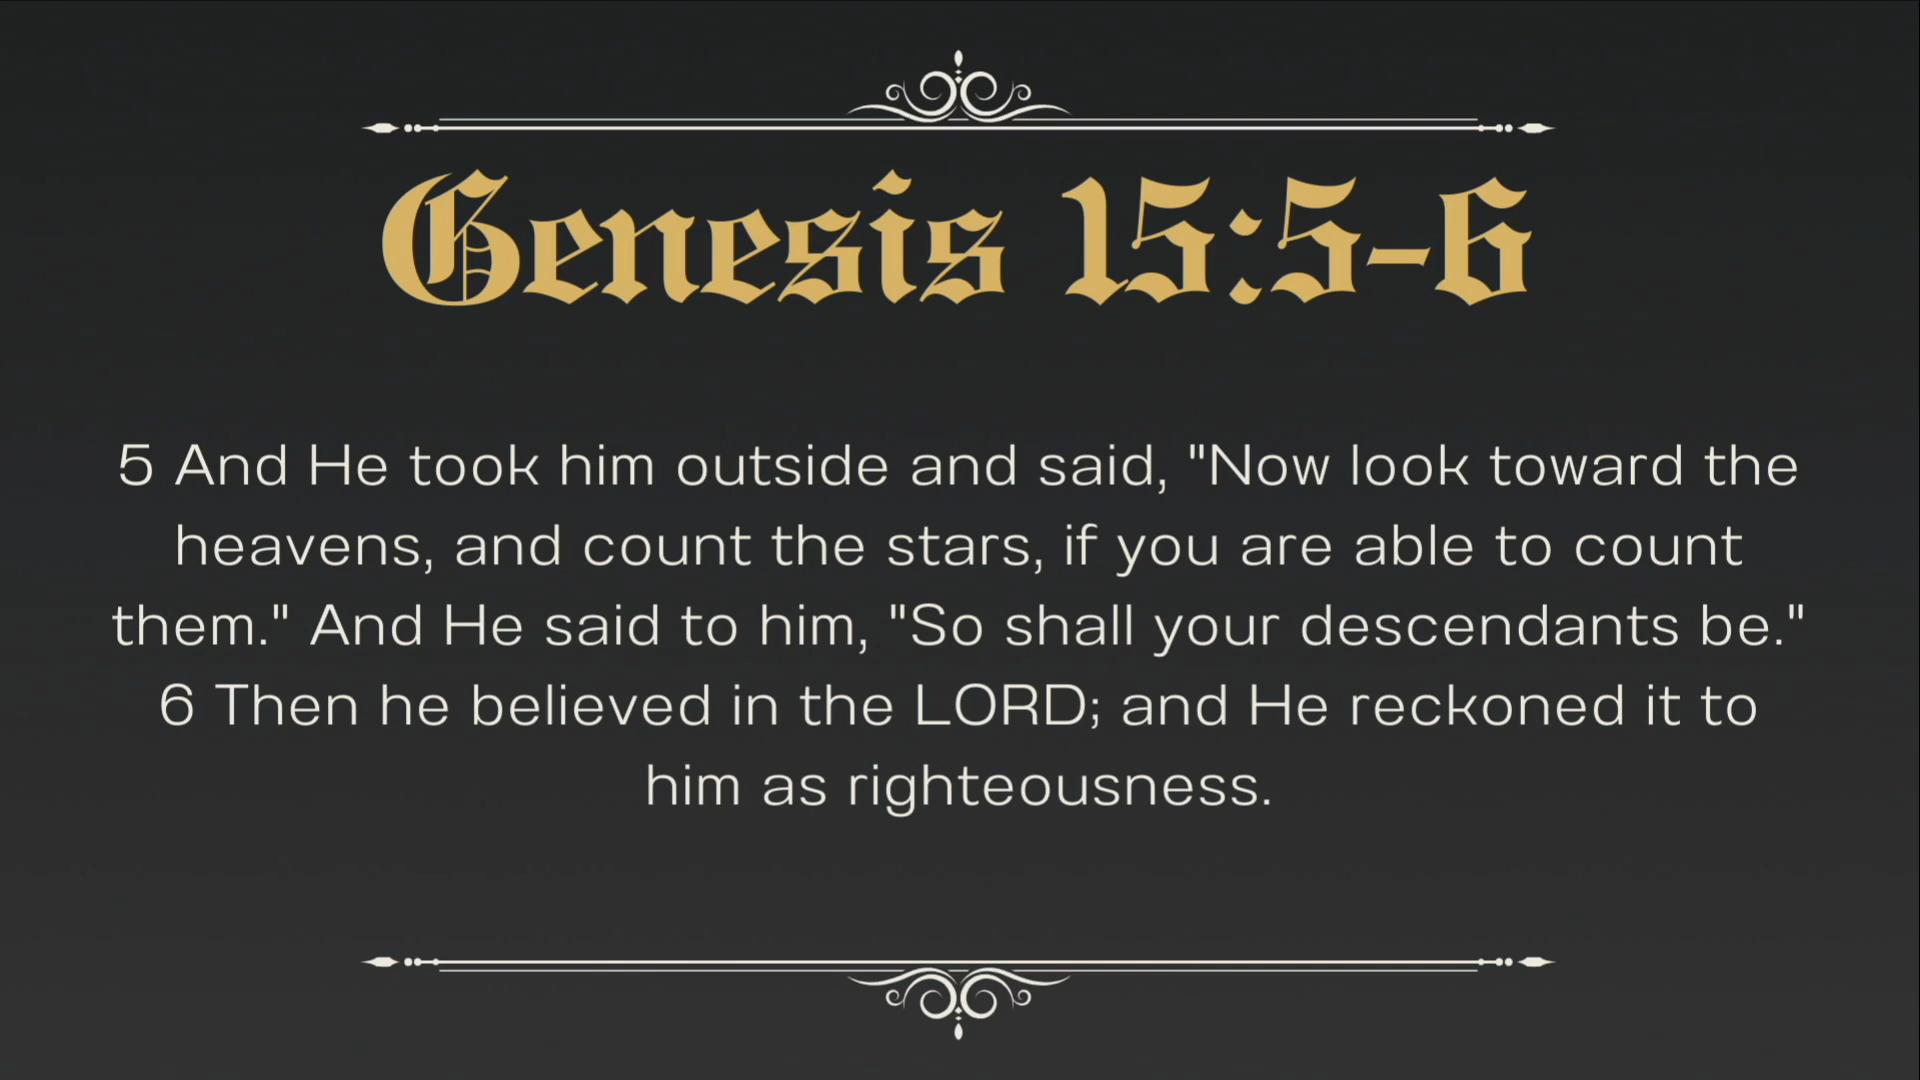 Genesis 15:5-6
5 And He took him outside and said, "Now look toward the
heavens, and count the stars, if you are able to count
them." And He said to him, "So shall your descendants be."
6 Then he believed in the LORD; and He reckoned it to
him as righteousness.